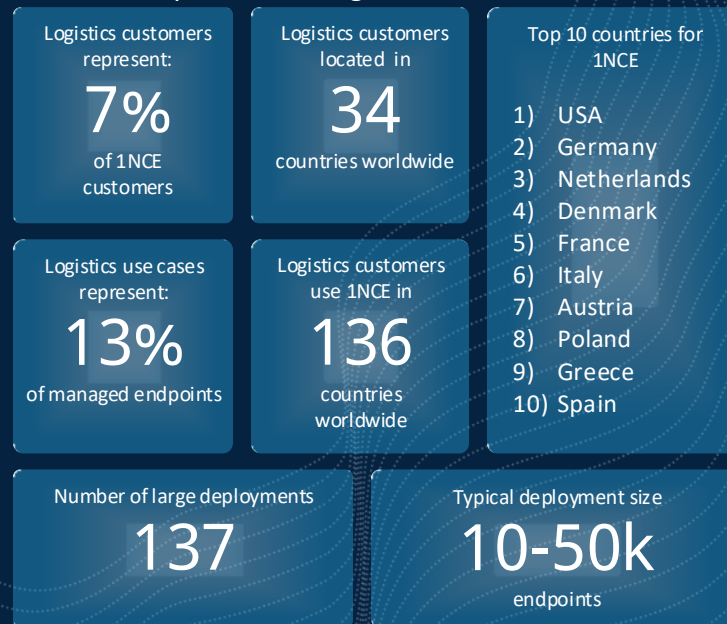 Logistics customers
represent:
7%
of 1NCE
customers
Logistics customers
located in
34
countries worldwide
Top 10 countries for
1NCE
1) USA
2) Germany
3) Netherlands
4) Denmark
5) France
6) Italy
7) Austria
8) Poland
9) Greece
10) Spain
Logistics use cases
represent:
13%
of managed endpoints
Logistics customers
use 1NCE in
136
countries
worldwide
Number of large deployments
137
Typical deployment size
10-50k
endpoints